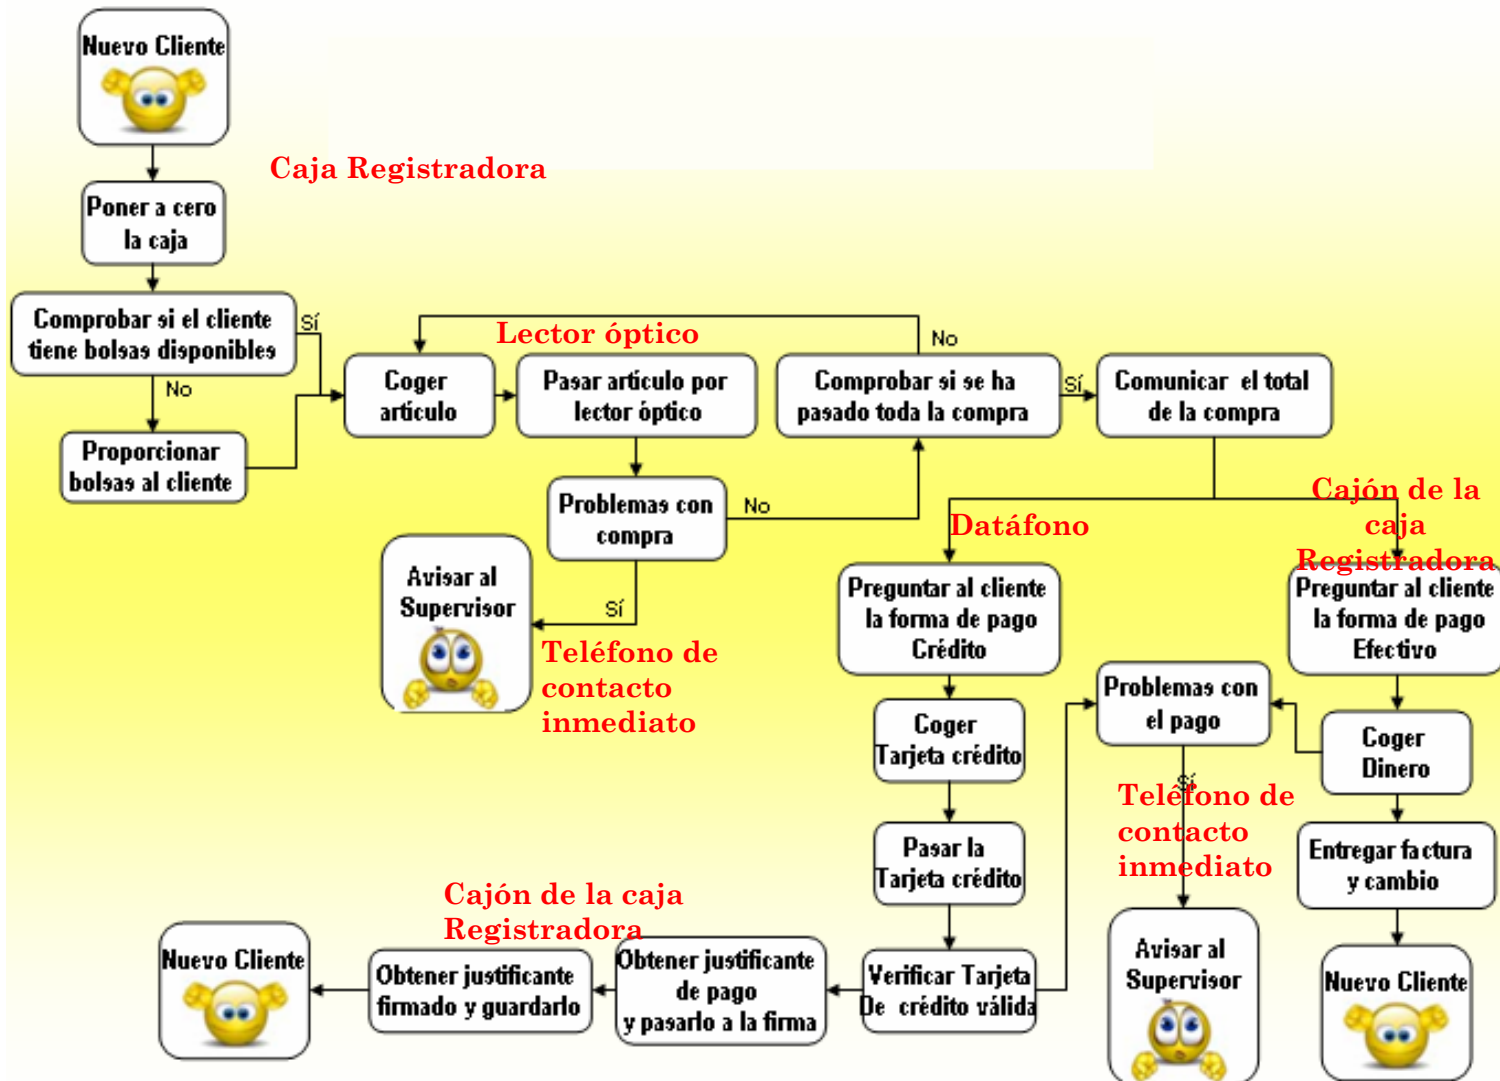 Nuevo Cliente
Caja Registradora
Poner a cero
la caja
Comprobar si el cliente
tiene bolsas disponibles
Sí
No
Proporcionar
bolsas al cliente
Coger
artículo
Lector óptico
Pasar artículo por
lector óptico
No
Comprobar si se ha
pasado toda la compra
Sí
Comunicar el total
de la compra
Problemas con
compra
No
Sí
Avisar al
Supervisor
Teléfono de
contacto
inmediato
Datáfono
Preguntar al cliente
la forma de pago
Crédito
Cajón de la
caja
Registradora
Preguntar al cliente
la forma de pago
Efectivo
Coger
Tarjeta crédito
Problemas con
el pago
Coger
Dinero
Sí
Teléfono de
contacto
inmediato
Pasar la
Tarjeta crédito
Entregar factura
y cambio
Cajón de la caja
Registradora
Nuevo Cliente
Obtener justificante
firmado y guardarlo
Obtener justificante
de pago
y pasarlo a la firma
Verificar Tarjeta
De crédito válida
Avisar al
Supervisor
Nuevo Cliente